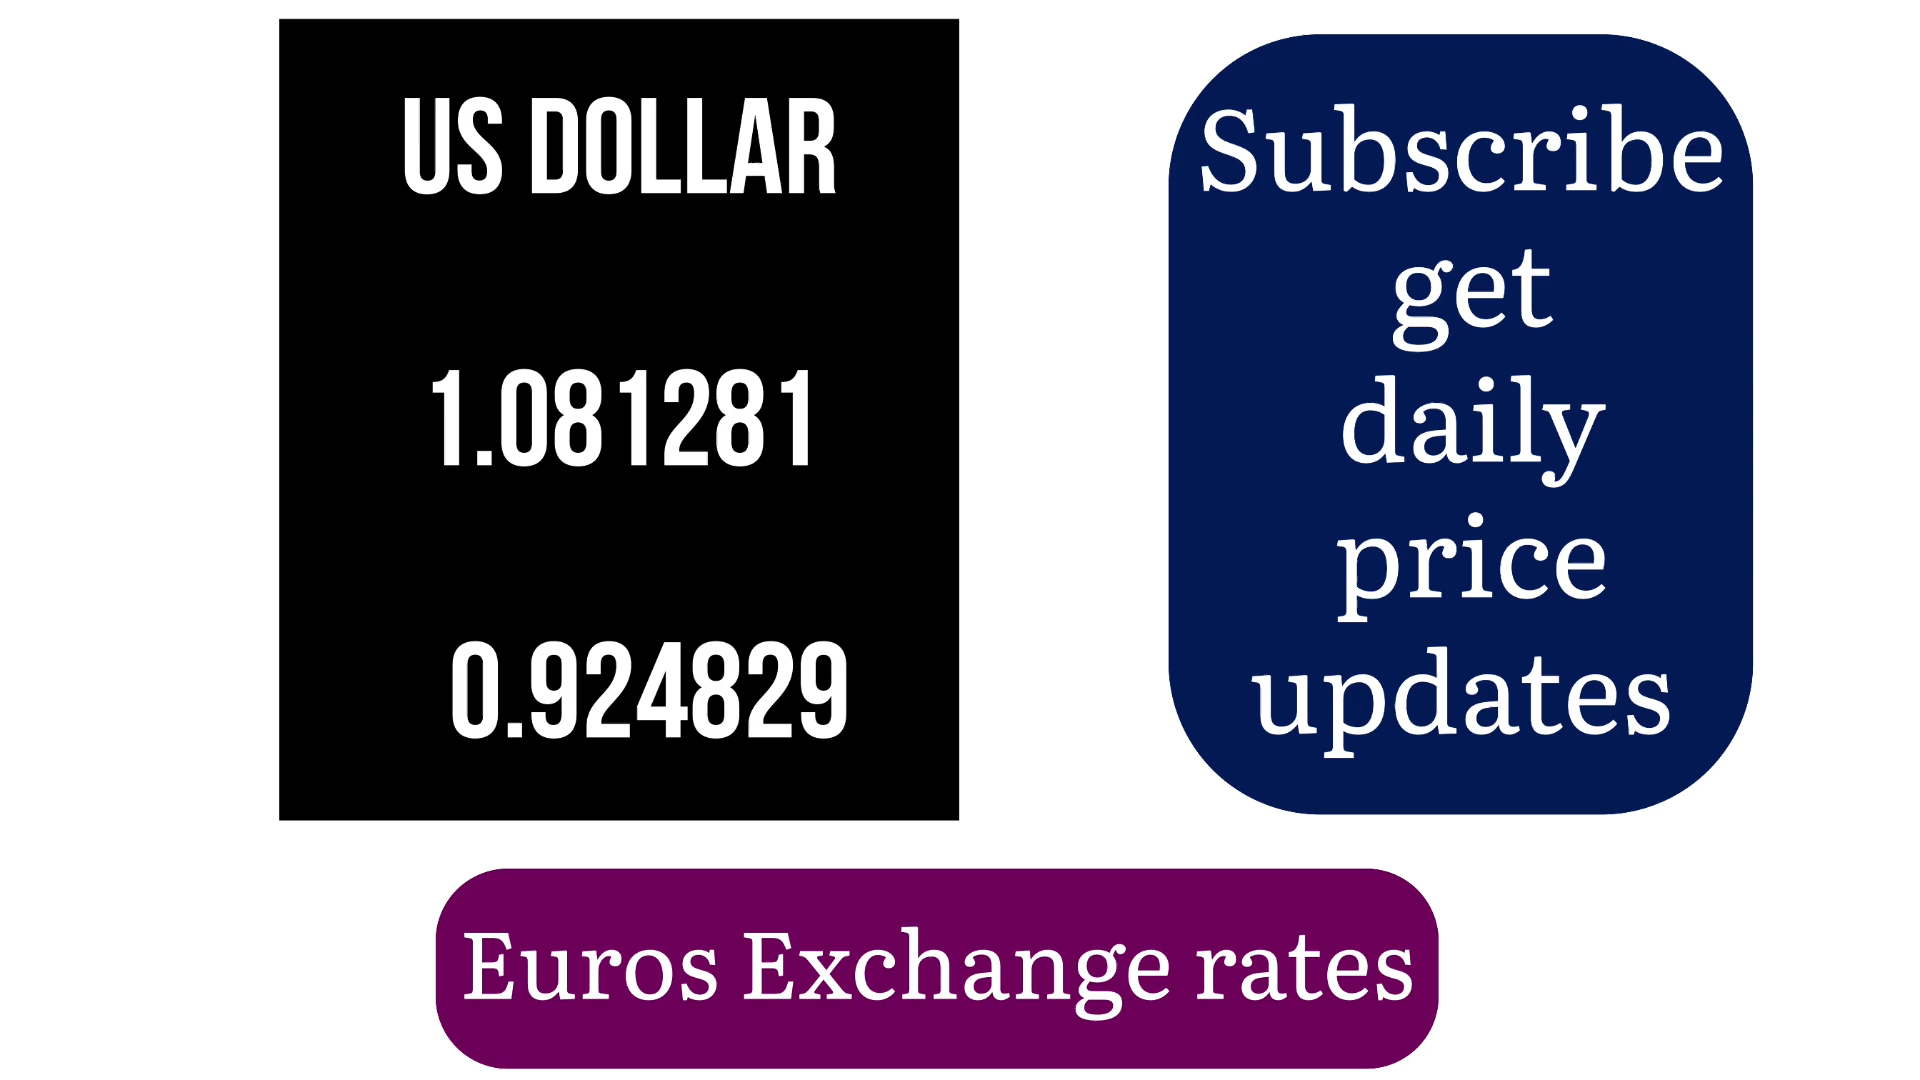 US DOLLAR
1.081281
0.924829
Subscribe
get
daily
price
updates
Euros Exchange rates